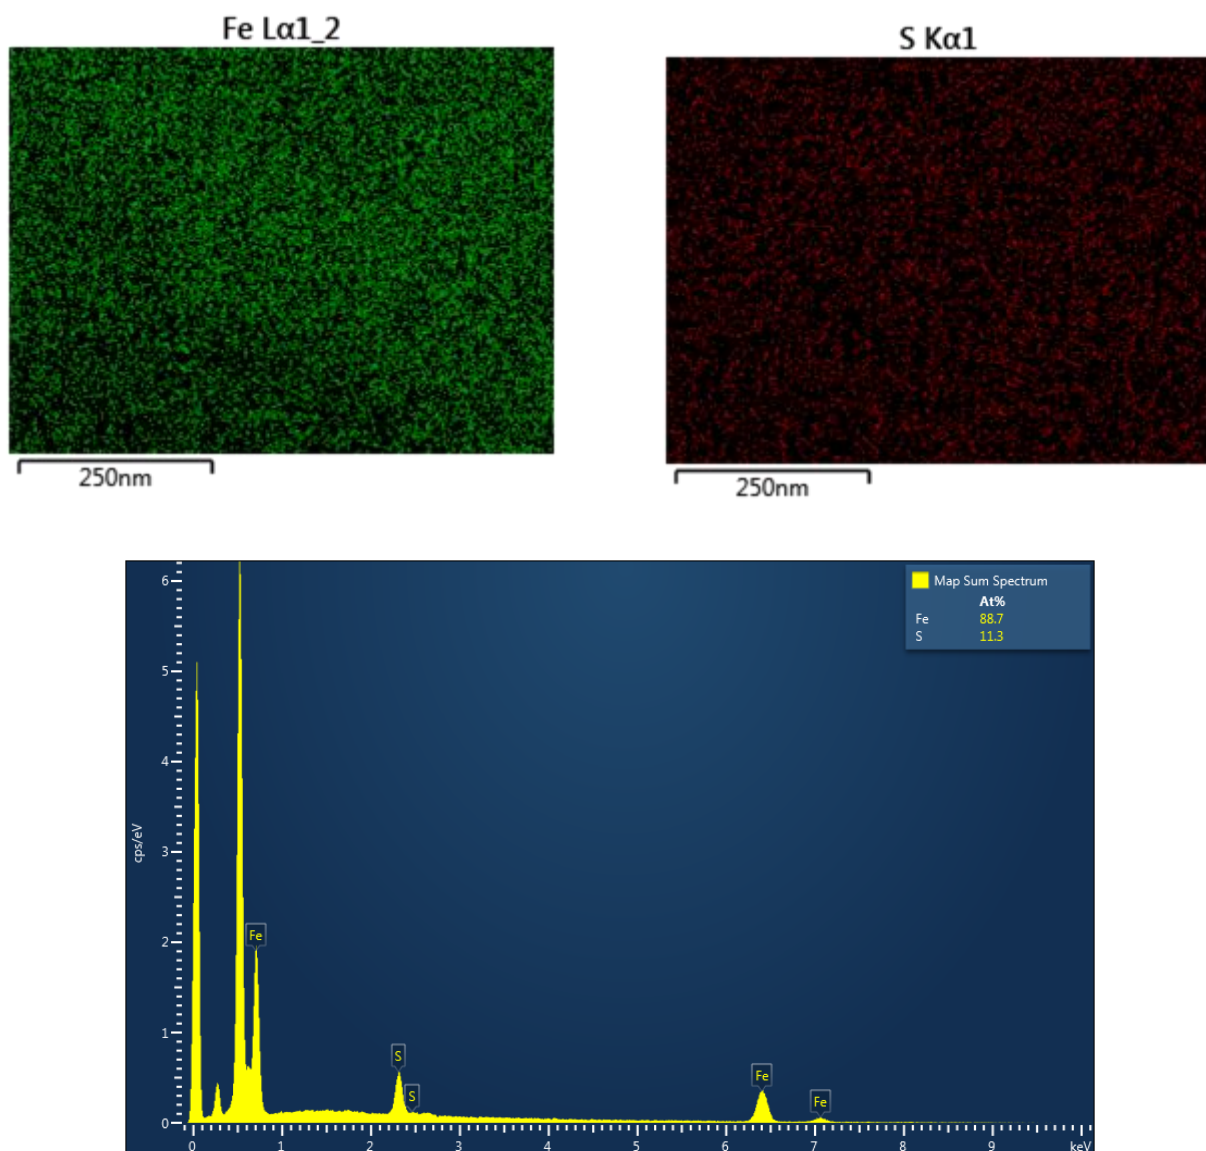 Fe Lα1_2
S Kα1
250nm
250nm
Map Sum Spectrum
At%
Fe 88.7
S 11.3
6
5
4
3
2
1
0
cps/eV
Fe
S
S
Fe
Fe
0 1 2 3 4 5 6 7 8 9 keV